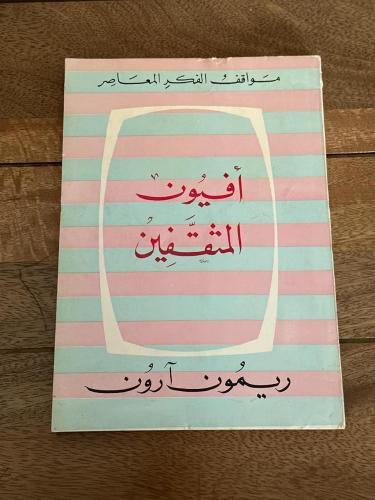 مواقف الفكر المعاصر
أفيون
المثقفين
ريمون آرون